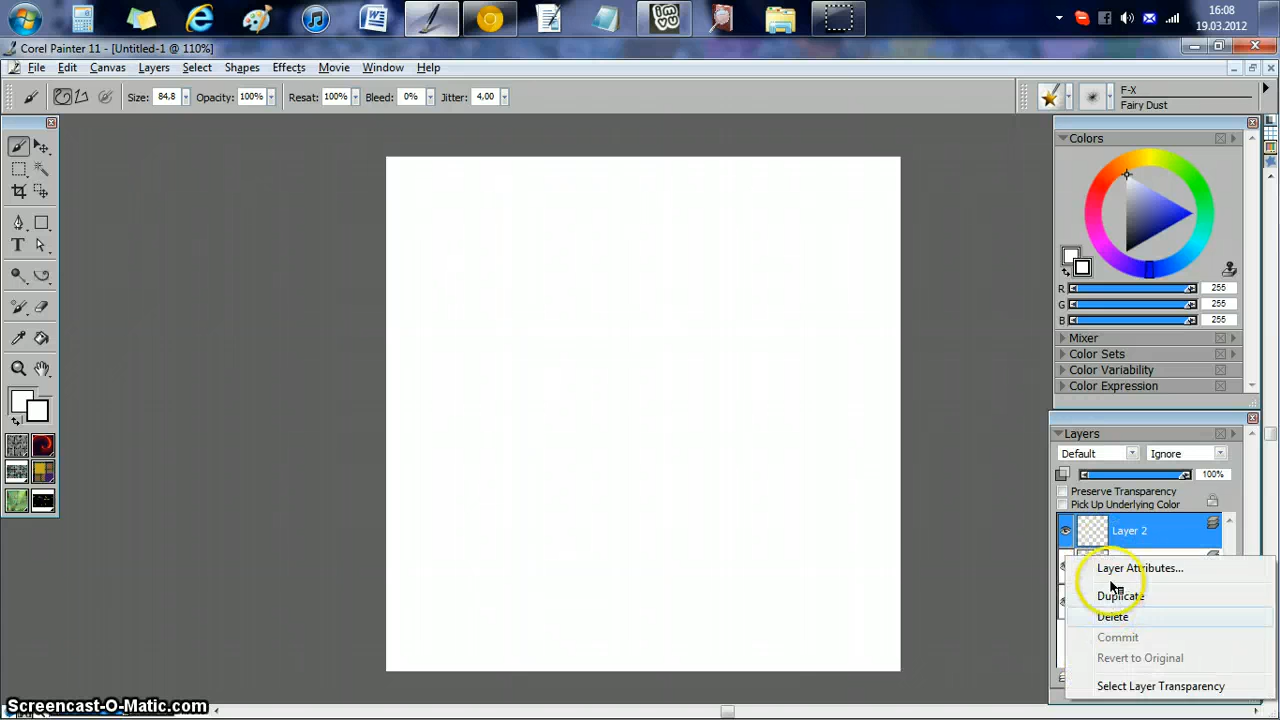 16:08
19.03.2012
Corel Painter 11 - [Untitled-1 @ 110%]
File Edit Canvas Layers Select Shapes Effects Movie Window Help
Size: 84.8 Opacity: 100% Resat: 100% Bleed: 0% Jitter: 4.00
F-X
Fairy Dust
Colors
R 255
G 255
B 255
Mixer
Color Sets
Color Variability
Color Expression
Layers
Default Ignore
100%
Preserve Transparency
Pick Up Underlying Color
Layer 2
Layer Attributes...
Duplicate
Delete
Commit
Revert to Original
Select Layer Transparency
Screencast-O-Matic.com